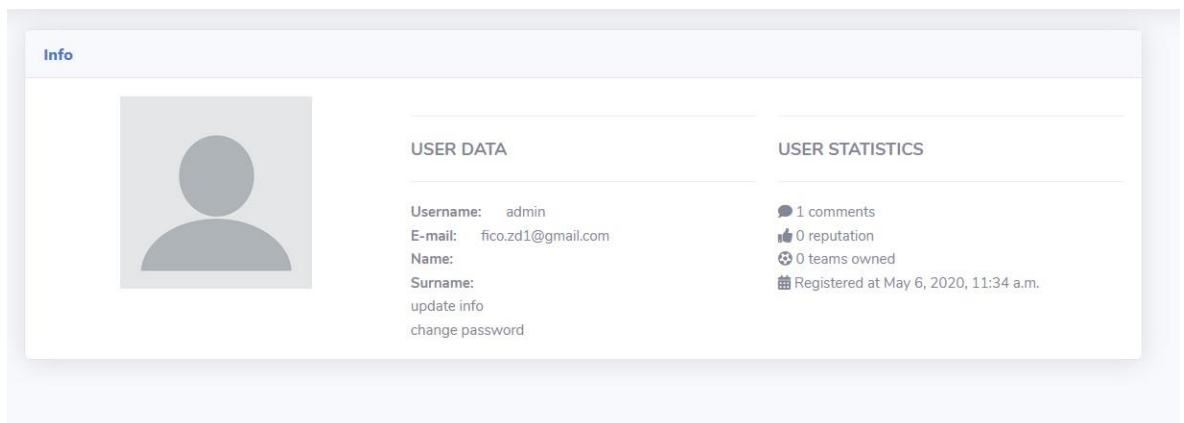 Info
USER DATA
Username: admin
E-mail: fico.zd1@gmail.com
Name:
Surname:
update info
change password
USER STATISTICS
1 comments
0 reputation
0 teams owned
Registered at May 6, 2020, 11:34 a.m.